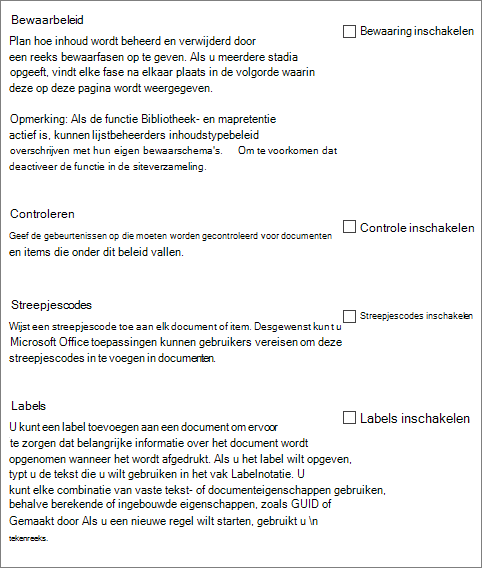 Bewaarbeleid
Bewaaring inschakelen
Plan hoe inhoud wordt beheerd en verwijderd door
een reeks bewaarfasen op te geven. Als u meerdere stadia
opgeeft, vindt elke fase na elkaar plaats in de volgorde waarin
deze op deze pagina wordt weergegeven.
Opmerking: Als de functie Bibliotheek- en mapretentie
actief is, kunnen lijstbeheerders inhoudstypebeleid
overschrijven met hun eigen bewaarschema's. Om te voorkomen dat
deactiveer de functie in de siteverzameling.
Controleren
Controle inschakelen
Geef de gebeurtenissen op die moeten worden gecontroleerd voor documenten
en items die onder dit beleid vallen.
Streepjescodes
Streepjescodes inschakelen
Wijst een streepjescode toe aan elk document of item. Desgewenst kunt u
Microsoft Office toepassingen kunnen gebruikers vereisen om deze
streepjescodes in te voegen in documenten.
Labels
Labels inschakelen
U kunt een label toevoegen aan een document om ervoor
te zorgen dat belangrijke informatie over het document wordt
opgenomen wanneer het wordt afgedrukt. Als u het label wilt opgeven,
typt u de tekst die u wilt gebruiken in het vak Labelnotatie. U
kunt elke combinatie van vaste tekst- of documenteigenschappen gebruiken,
behalve berekende of ingebouwde eigenschappen, zoals GUID of
Gemaakt door Als u een nieuwe regel wilt starten, gebruikt u \n
tekenreeks.